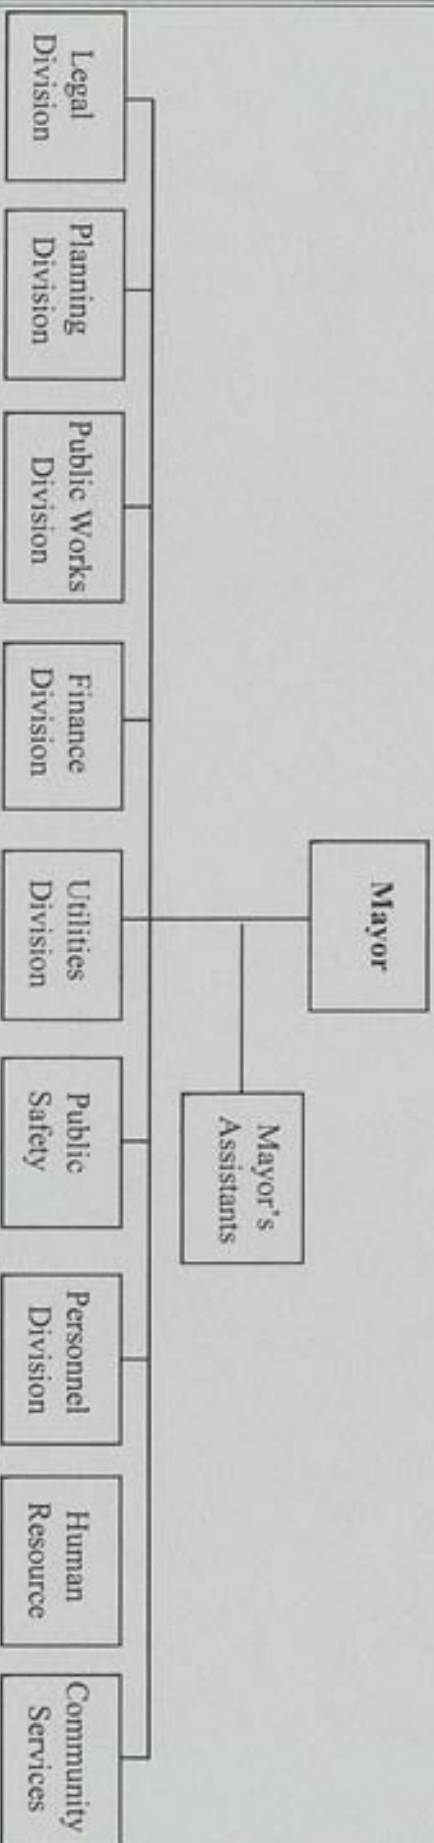 Mayor
Mayor's
Assistants
Legal
Division
Planning
Division
Public Works
Division
Finance
Division
Utilities
Division
Public
Safety
Personnel
Division
Human
Resource
Community
Services